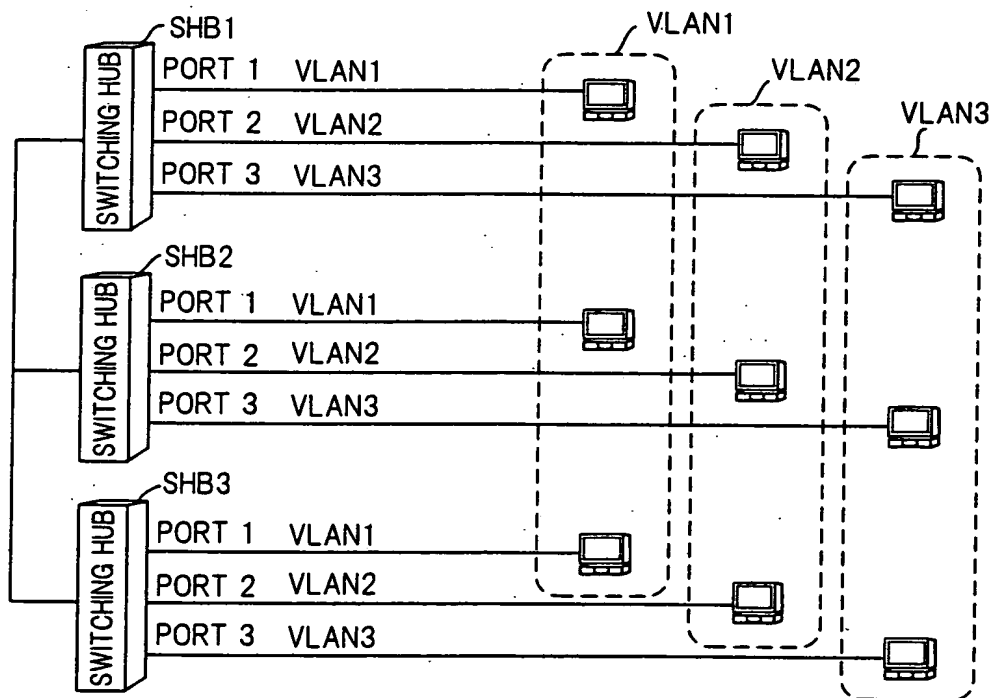 SHB1
VLAN1
SWITCHING HUB
PORT 1 VLAN1
VLAN2
PORT 2 VLAN2
VLAN3
PORT 3 VLAN3
SHB2
SWITCHING HUB
PORT 1 VLAN1
PORT 2 VLAN2
PORT 3 VLAN3
SHB3
SWITCHING HUB
PORT 1 VLAN1
PORT 2 VLAN2
PORT 3 VLAN3